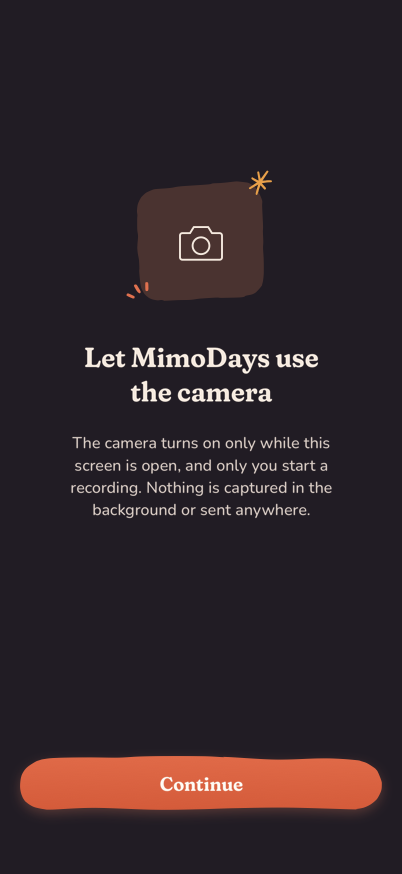 Let MimoDays use
the camera
The camera turns on only while this
screen is open, and only you start a
recording. Nothing is captured in the
background or sent anywhere.
Continue